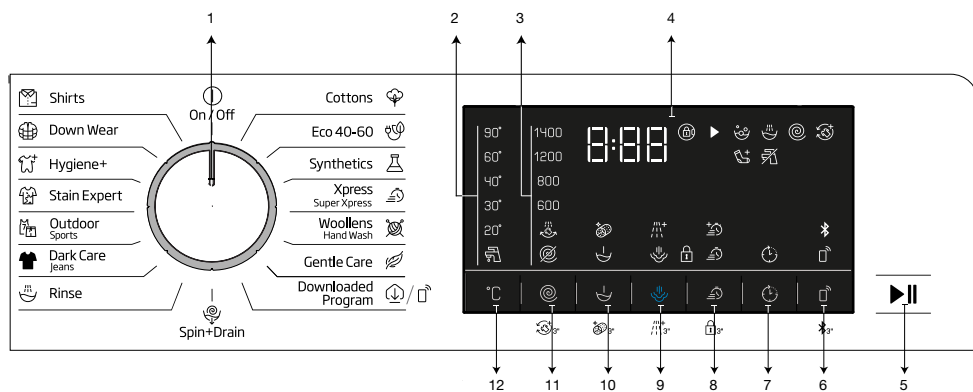 1
2
3
4
On / Off
Shirts
Down Wear
Hygiene+
Stain Expert
Outdoor
Sports
Dark Care
Jeans
Rinse
Spin+Drain
Cottons
Eco 40-60
Synthetics
Xpress
Super Xpress
Woollens
Hand Wash
Gentle Care
Downloaded
Program
/
90° 1400 8:88
60° 1200
40° 800
30° 600
20°
°C
3" 3" 3" 3" 3"
12 11 10 9 8 7 6 5